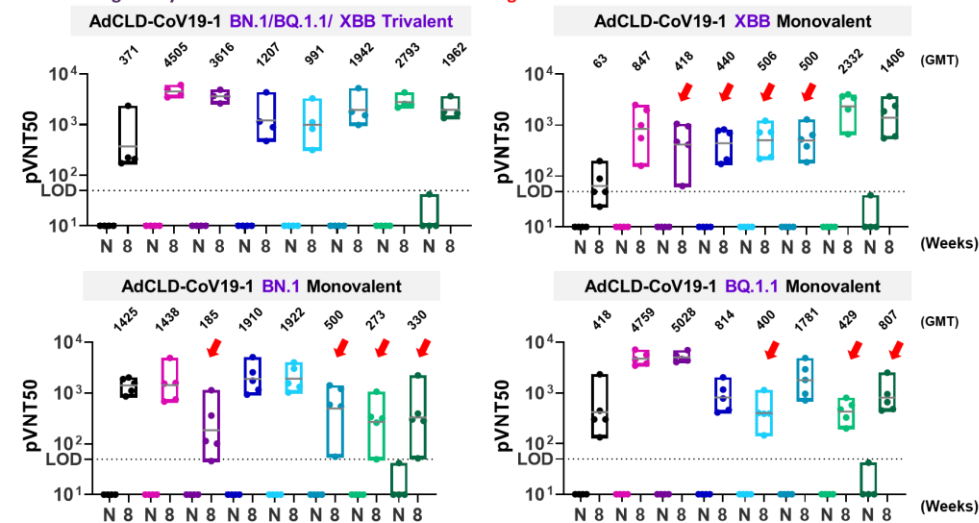 AdCLD-CoV19-1 BN.1/BQ.1.1/ XBB Trivalent
371 4505 3616 1207 991 1942 2793 1962
pVNT50
10⁴
10³
10²
LOD
10¹
N 8 N 8 N 8 N 8 N 8 N 8 N 8 N 8
AdCLD-CoV19-1 XBB Monovalent
63 847 418 440 506 500 2332 1406 (GMT)
pVNT50
10⁴
10³
10²
LOD
10¹
N 8 N 8 N 8 N 8 N 8 N 8 N 8 N 8 (Weeks)
AdCLD-CoV19-1 BN.1 Monovalent
1425 1438 185 1910 1922 500 273 330
pVNT50
10⁴
10³
10²
LOD
10¹
N 8 N 8 N 8 N 8 N 8 N 8 N 8 N 8
AdCLD-CoV19-1 BQ.1.1 Monovalent
418 4759 5028 814 400 1781 429 807 (GMT)
pVNT50
10⁴
10³
10²
LOD
10¹
N 8 N 8 N 8 N 8 N 8 N 8 N 8 N 8 (Weeks)